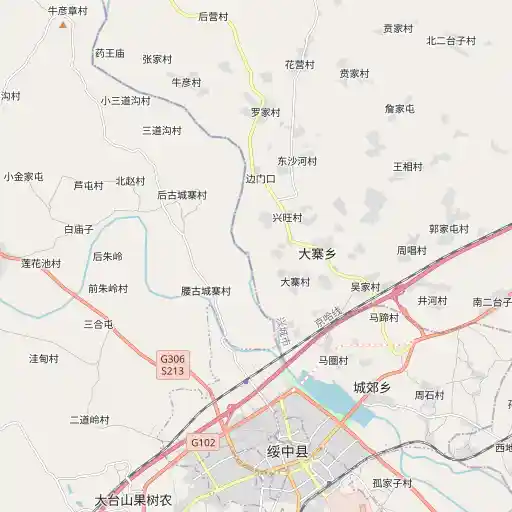 牛彦章村
后营村
贲家村
北二台子村
药王庙
张家村
花营村
贲家村
牛彦村
沟村
小三道沟村
罗家村
詹家屯
三道沟村
东沙河村
王相村
小金家屯
芦屯村
北赵村
边门口
后古城寨村
兴旺村
白庙子
郭家屯村
周唱村
大寨乡
后朱岭
莲花池村
大寨村
吴家村
前朱岭村
腰古城寨村
井河村
南二台子
京哈线
马蹄村
三合屯
兴城市
洼甸村
马圈村
G306
S213
城郊乡
周石村
二道岭村
G102
绥中县
西地
孤家子村
大台山果树农